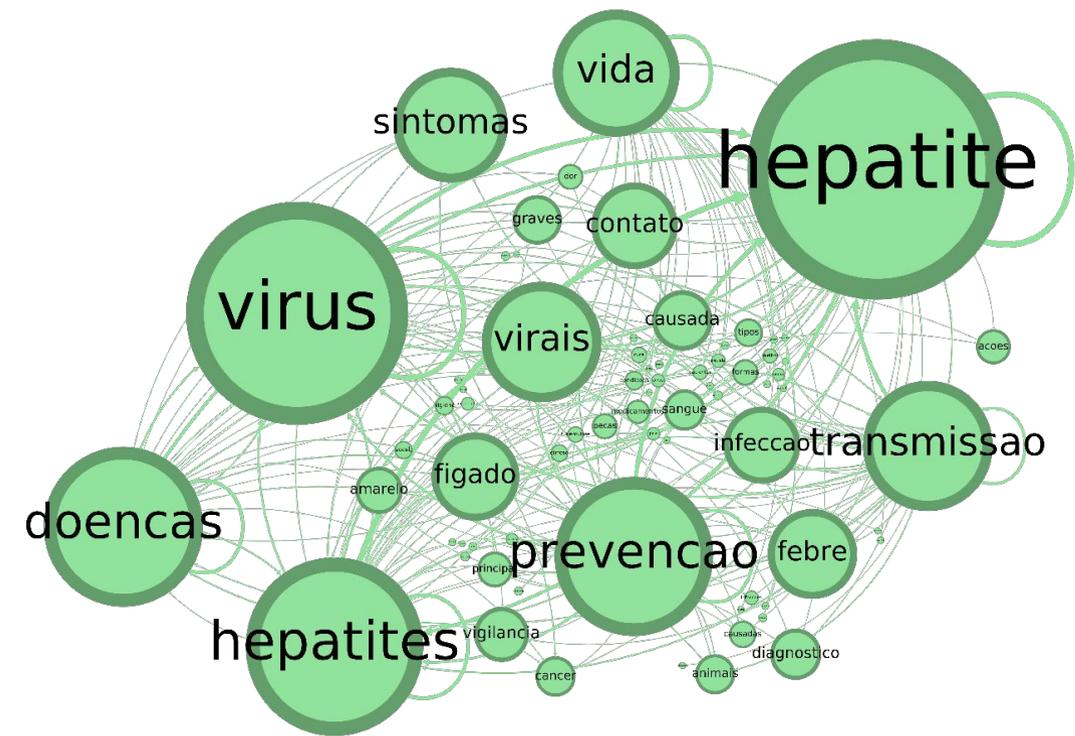 vida
sintomas
hepatite
dor
graves
contato
virus
virais
causada
tipos
acoes
formas
medicamento
sangue
pecas
infeccao
transmissao
figado
amarelo
doencas
prevencao
febre
principa
hepatites
vigilancia
causadas
diagnostico
cancer
animais